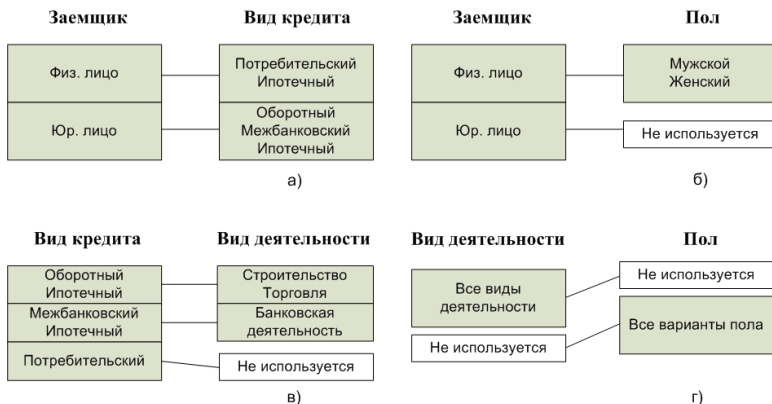 Заемщик
Вид кредита
Физ. лицо
Потребительский
Ипотечный
Юр. лицо
Оборотный
Межбанковский
Ипотечный
а)
Заемщик
Пол
Физ. лицо
Мужской
Женский
Юр. лицо
Не используется
б)
Вид кредита
Вид деятельности
Оборотный
Ипотечный
Строительство
Торговля
Межбанковский
Ипотечный
Банковская
деятельность
Потребительский
Не используется
в)
Вид деятельности
Пол
Все виды
деятельности
Не используется
Не используется
Все варианты пола
г)